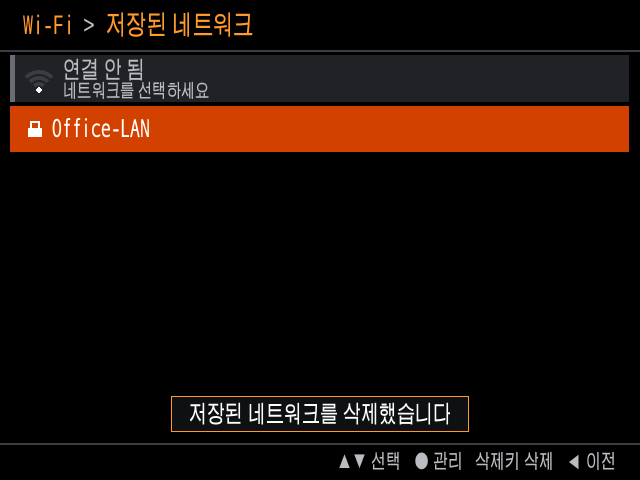 Wi-Fi > 저장된 네트워크
연결 안 됨
네트워크를 선택하세요
Office-LAN
저장된 네트워크를 삭제했습니다
▲▼ 선택 ● 관리 삭제키 삭제 ◀ 이전